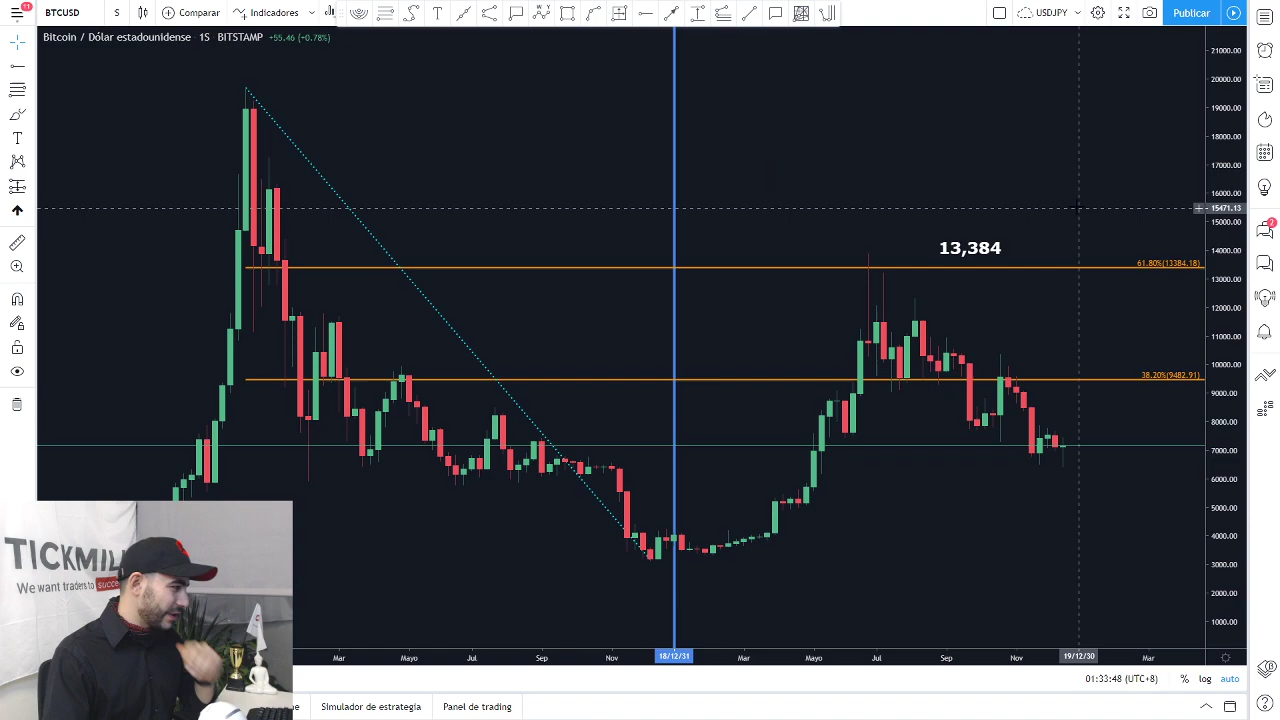 11
BTCUSD
S
Comparar
Indicadores
USDJPY
Publicar
Bitcoin / Dólar estadounidense · 1S · BITSTAMP +55.46 (+0.78%)
21000.00
20000.00
19000.00
18000.00
17000.00
16000.00
15471.13
15000.00
2
13,384
14000.00
61.80%(13384.18)
13000.00
12000.00
11000.00
10000.00
38.20%(9482.91)
9000.00
8000.00
7000.00
6000.00
5000.00
4000.00
3000.00
2000.00
1000.00
TICKMILL
We want traders to succe
Mar Mayo Jul Sep Nov 18/12/31 Mar Mayo Jul Sep Nov 19/12/30 Mar
01:33:48 (UTC+8) % log auto
Simulador de estrategia Panel de trading